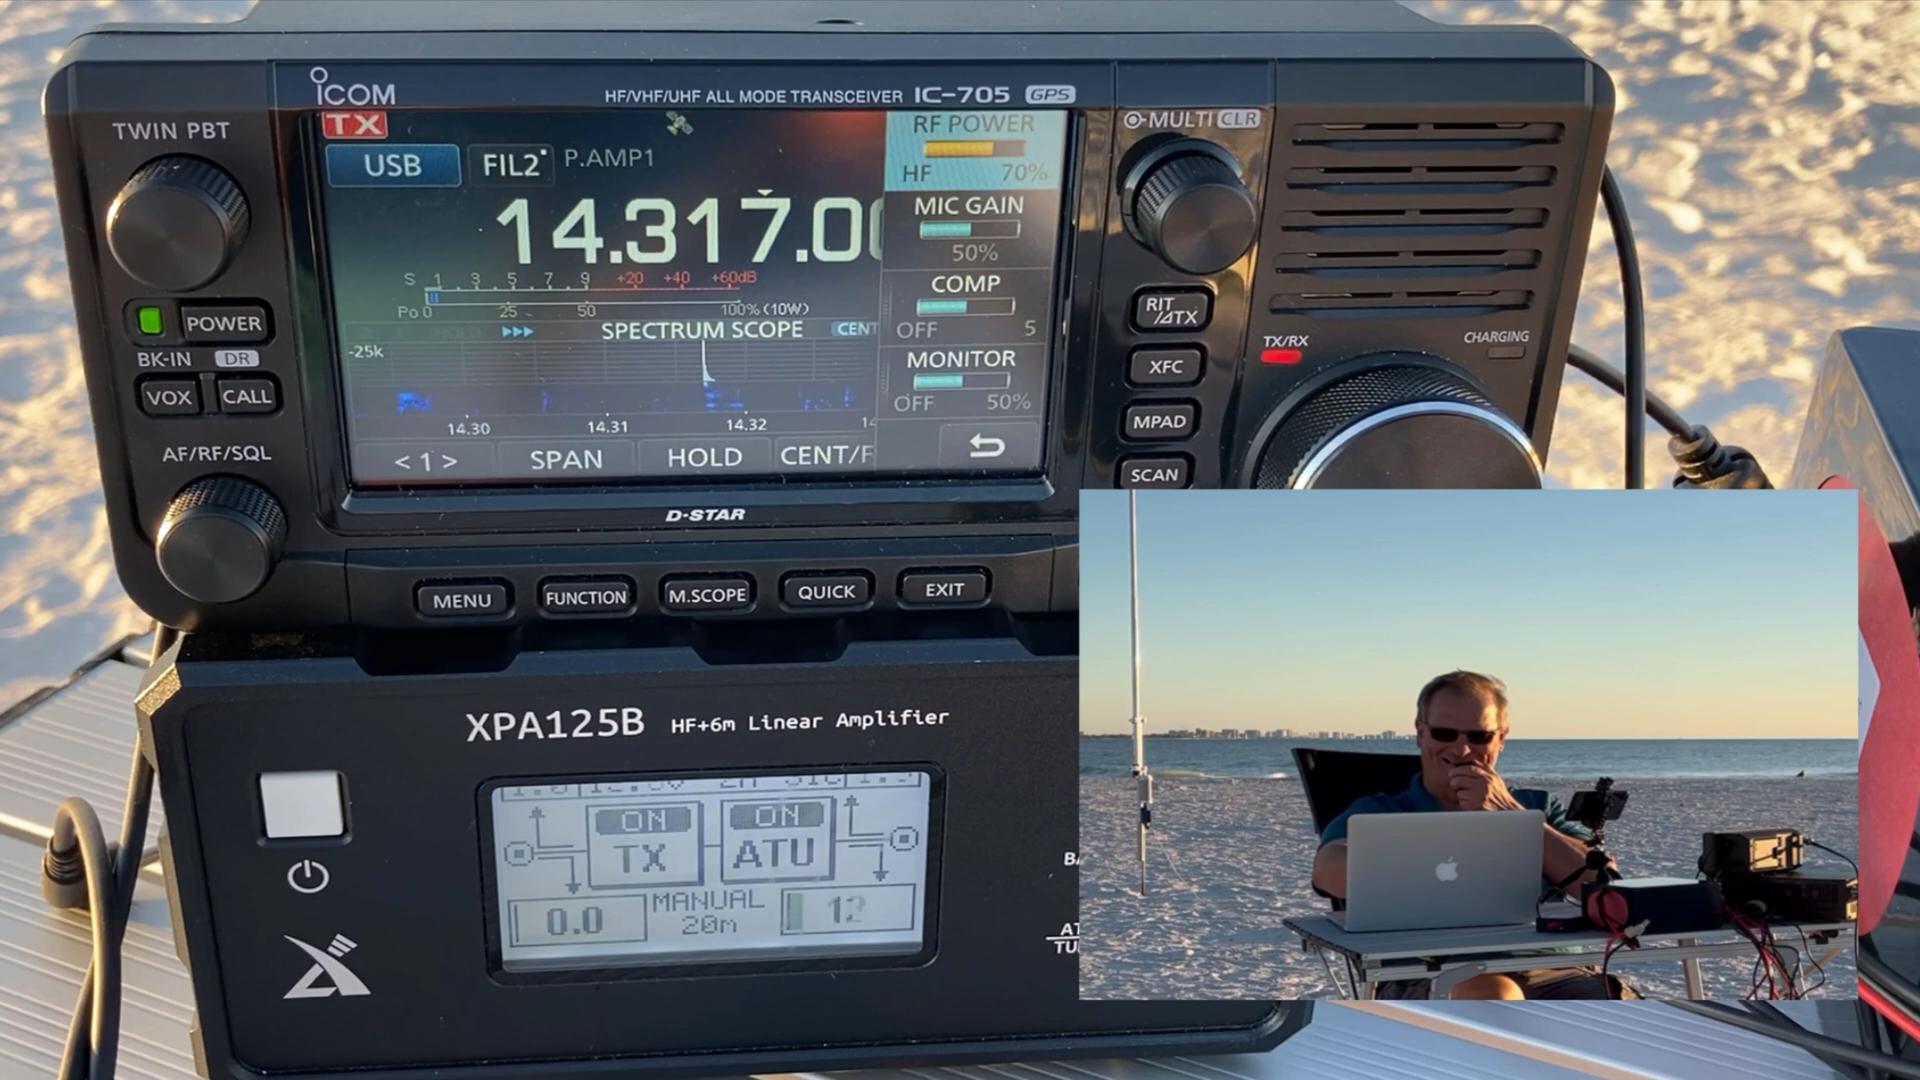 ICOM
HF/VHF/UHF ALL MODE TRANSCEIVER IC-705 GPS
TWIN PBT
TX
USB FIL2 P.AMP1
14.317.00
S 1 3 5 7 9 +20 +40 +60dB
Po 0 25 50 100% (10W)
SPECTRUM SCOPE CENT
-25k
14.30 14.31 14.32
< 1 > SPAN HOLD CENT/F
RF POWER
HF 70%
MIC GAIN
50%
COMP
OFF 5
MONITOR
OFF 50%
MULTI CLR
RIT
/⊿TX
XFC
MPAD
SCAN
TX/RX
CHARGING
POWER
BK-IN DR
VOX CALL
AF/RF/SQL
D-STAR
MENU FUNCTION M.SCOPE QUICK EXIT
XPA125B HF+6m Linear Amplifier
ON ON
TX ATU
0.0 MANUAL 12
20m